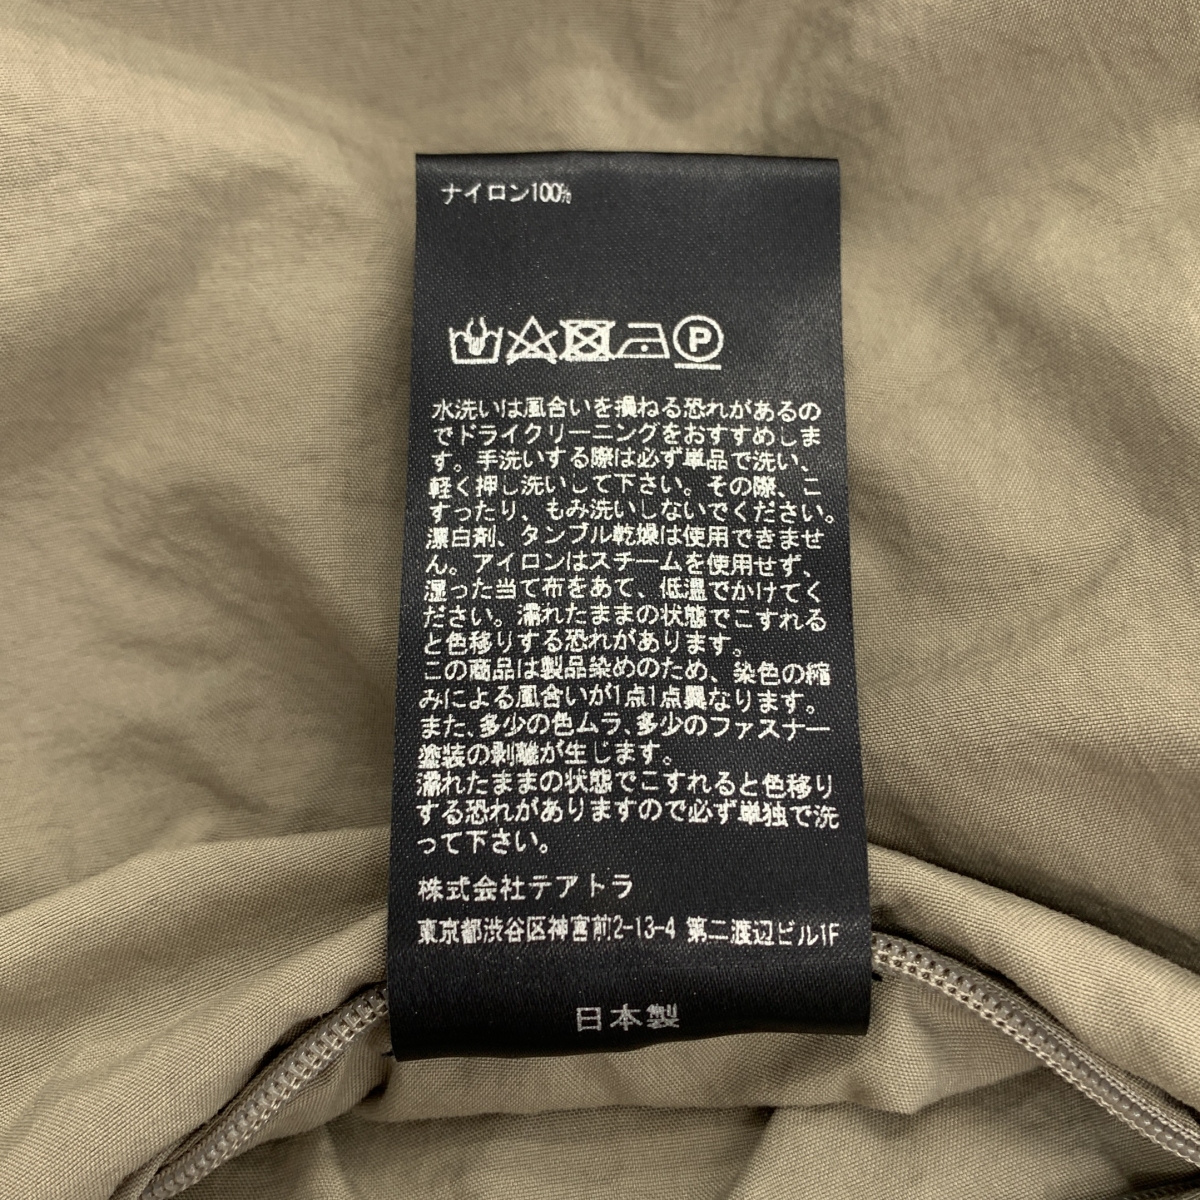 ナイロン100%
P
水洗いは風合いを損ねる恐れがあるの
でドライクリーニングをおすすめしま
す。手洗いする際は必ず単品で洗い、
軽く押し洗いして下さい。その際、こ
すったり、もみ洗いしないでください。
漂白剤、タンブル乾燥は使用できませ
ん。アイロンはスチームを使用せず、
湿った当て布をあて、低温でかけてく
ださい。濡れたままの状態でこすれる
と色移りする恐れがあります。
この商品は製品染めのため、染色の縮
みによる風合いが1点1点異なります。
また、多少の色ムラ、多少のファスナー
塗装の剥離が生じます。
濡れたままの状態でこすれると色移り
する恐れがありますので必ず単独で洗
って下さい。
株式会社テアトラ
東京都渋谷区神宮前2-13-4 第二渡辺ビル1F
日本製